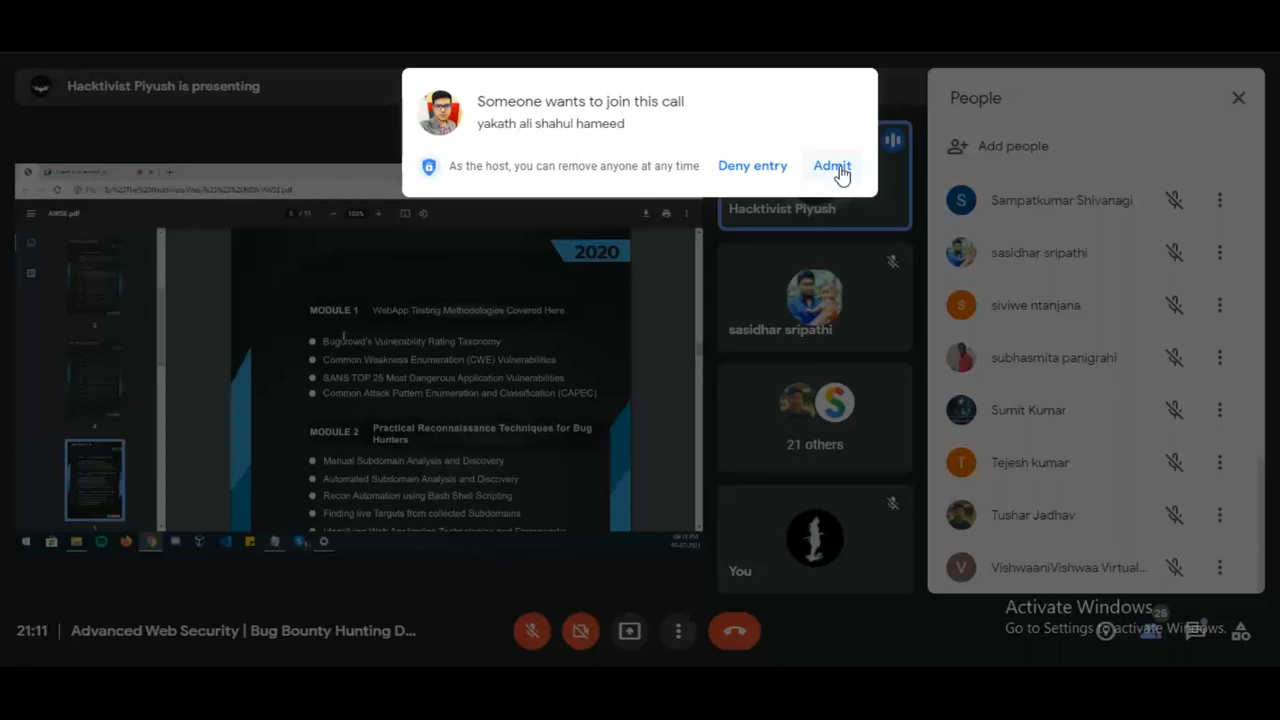 Hacktivist Piyush is presenting
Someone wants to join this call
yakath ali shahul hameed
As the host, you can remove anyone at any time
Deny entry
Admit
AWSE.pdf
100%
2020
MODULE 1 WebApp Testing Methodologies Covered Here
Bugcrowd's Vulnerability Rating Taxonomy
Common Weakness Enumeration (CWE) Vulnerabilities
SANS TOP 25 Most Dangerous Application Vulnerabilities
Common Attack Pattern Enumeration and Classification (CAPEC)
MODULE 2 Practical Reconnaissance Techniques for Bug
Hunters
Manual Subdomain Analysis and Discovery
Automated Subdomain Analysis and Discovery
Recon Automation using Bash Shell Scripting
Finding live Targets from collected Subdomains
Hacktivist Piyush
sasidhar sripathi
S
21 others
You
People
Add people
S Sampatkumar Shivanagi
sasidhar sripathi
s siviwe ntanjana
subhasmita panigrahi
Sumit Kumar
T Tejesh kumar
Tushar Jadhav
V VishwaaniVishwaa Virtual...
Activate Windows
Go to Settings to activate Windows.
25
21:11 | Advanced Web Security | Bug Bounty Hunting D...